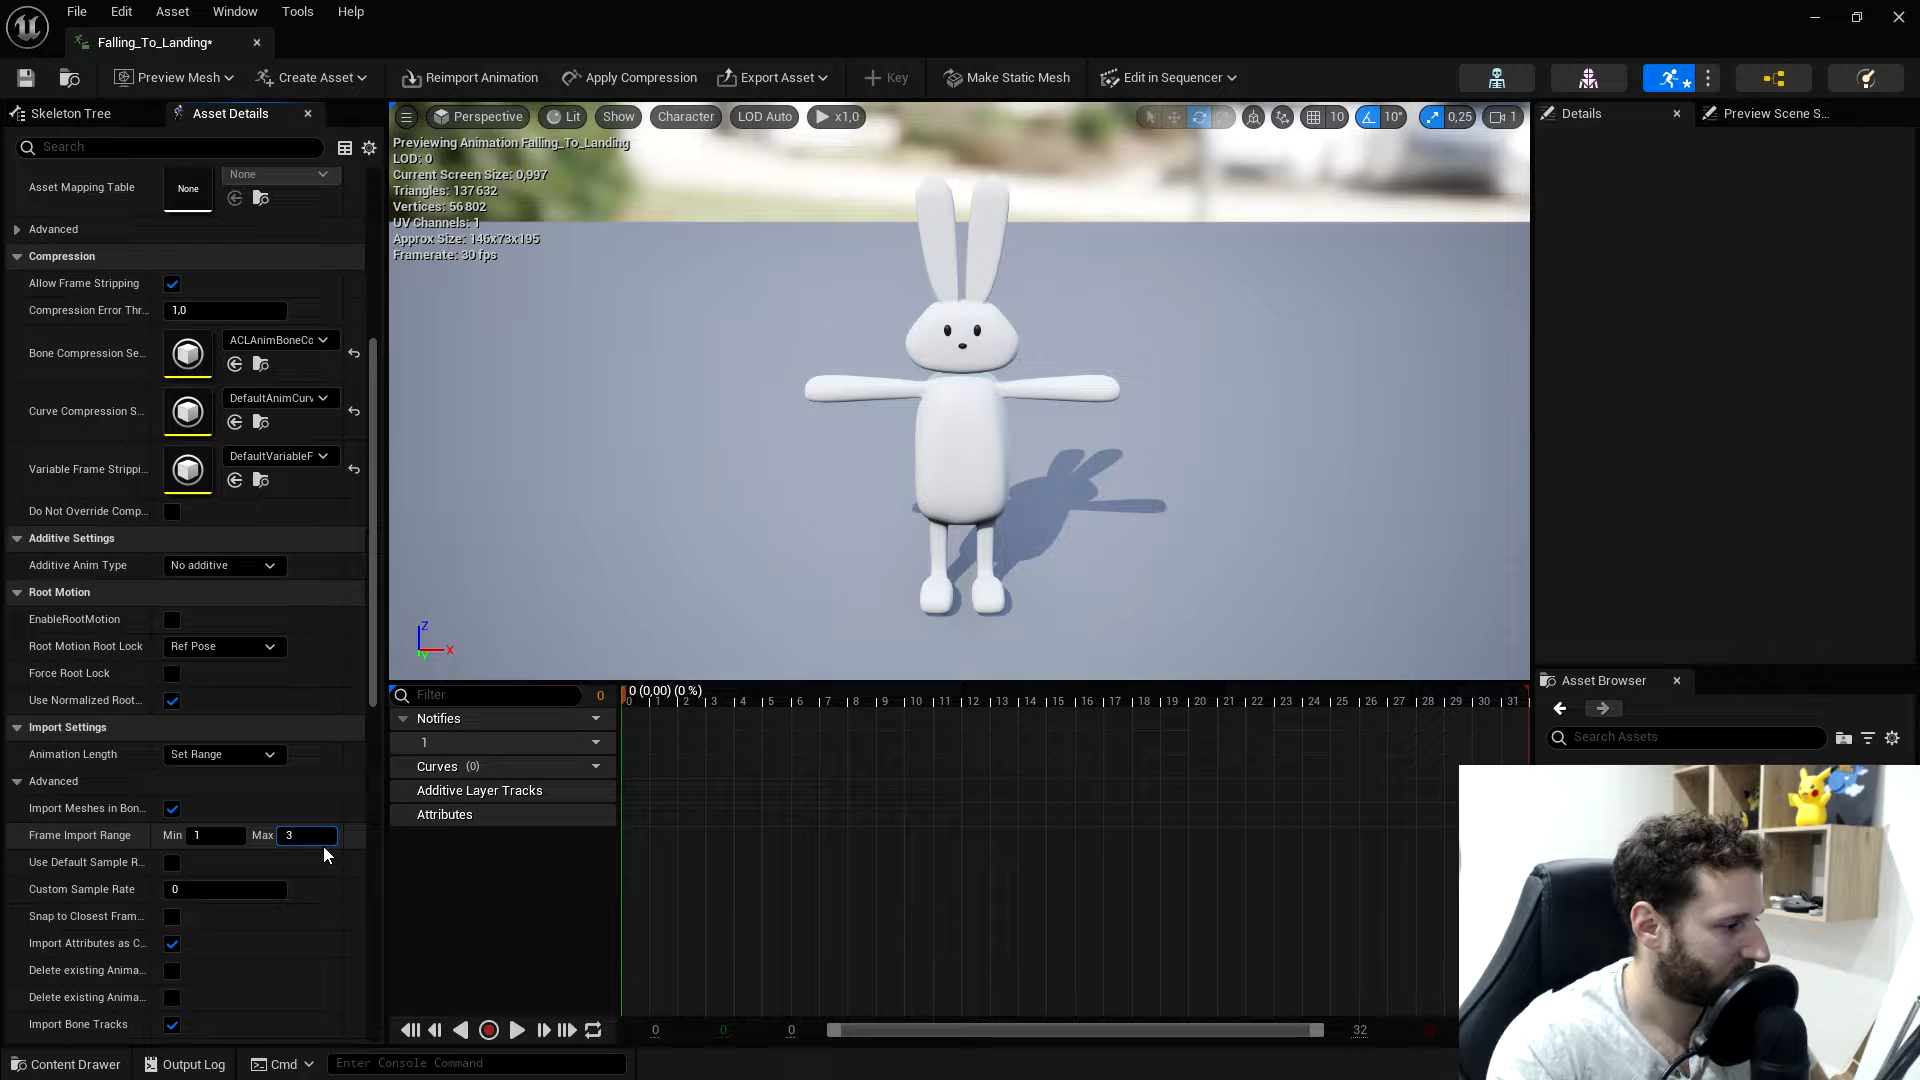 File Edit Asset Window Tools Help
Falling_To_Landing*
Preview Mesh Create Asset Reimport Animation Apply Compression Export Asset Key Make Static Mesh Edit in Sequencer
Skeleton Tree Asset Details
Search
Asset Mapping Table None None
Advanced
Compression
Allow Frame Stripping
Compression Error Thr... 1,0
Bone Compression Se... ACLAnimBoneCo
Curve Compression S... DefaultAnimCurv
Variable Frame Strippi... DefaultVariableF
Do Not Override Comp...
Additive Settings
Additive Anim Type No additive
Root Motion
EnableRootMotion
Root Motion Root Lock Ref Pose
Force Root Lock
Use Normalized Root...
Import Settings
Animation Length Set Range
Advanced
Import Meshes in Bon...
Frame Import Range Min 1 Max 3
Use Default Sample R...
Custom Sample Rate 0
Snap to Closest Fram...
Import Attributes as C...
Delete existing Anima...
Delete existing Anima...
Import Bone Tracks
Perspective Lit Show Character LOD Auto x1,0
10 10° 0,25 1
Previewing Animation Falling_To_Landing
LOD: 0
Current Screen Size: 0,997
Triangles: 137 632
Vertices: 56 802
UV Channels: 1
Approx Size: 146x73x195
Framerate: 30 fps
Z
X
Y
Filter 0
0 (0,00) (0 %)
0 1 2 3 4 5 6 7 8 9 10 11 12 13 14 15 16 17 18 19 20 21 22 23 24 25 26 27 28 29 30 31
Notifies
1
Curves (0)
Additive Layer Tracks
Attributes
0 0 0 32
Details Preview Scene S...
Asset Browser
Search Assets
Content Drawer Output Log Cmd Enter Console Command